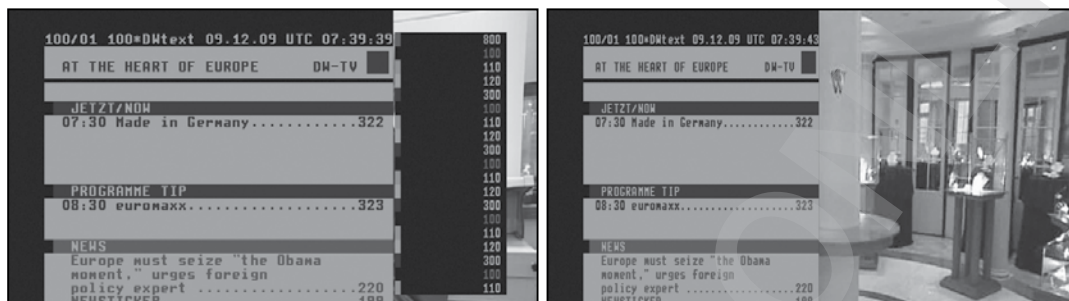 100/01 100*DWtext 09.12.09 UTC 07:39:39
AT THE HEART OF EUROPE DW-TV
JETZT/NOW
07:30 Made in Germany............322
PROGRAMME TIP
08:30 euromaxx.................323
NEWS
Europe must seize "the Obama
moment," urges foreign
policy expert ..............220
NEWSTICKER
800
100
110
120
300
100
110
120
300
100
110
120
300
100
110
120
300
100
110
100/01 100*DWtext 09.12.09 UTC 07:39:43
AT THE HEART OF EUROPE DW-TV
JETZT/NOW
07:30 Made in Germany............322
PROGRAMME TIP
08:30 euromaxx.................323
NEWS
Europe must seize "the Obama
moment," urges foreign
policy expert ..............220
NEWSTICKER